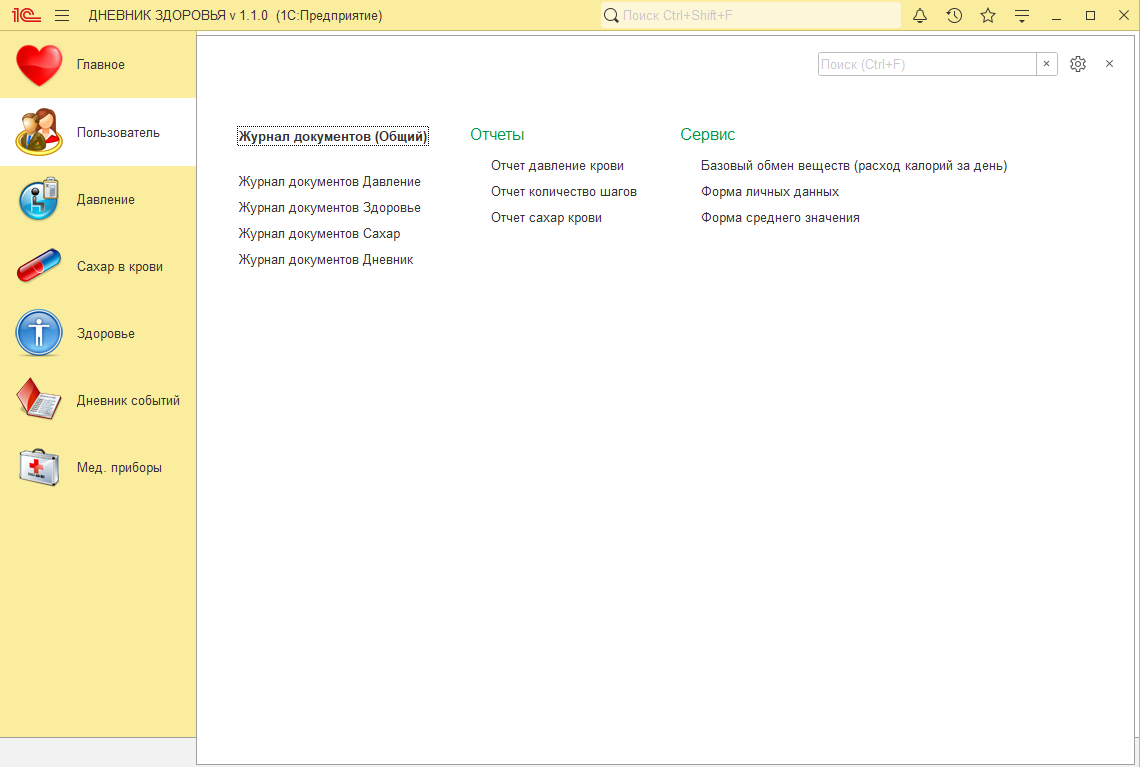 1С ДНЕВНИК ЗДОРОВЬЯ v 1.1.0 (1С:Предприятие) Поиск Ctrl+Shift+F
Главное
Пользователь
Давление
Сахар в крови
Здоровье
Дневник событий
Мед. приборы
Поиск (Ctrl+F)
Журнал документов (Общий)
Журнал документов Давление
Журнал документов Здоровье
Журнал документов Сахар
Журнал документов Дневник
Отчеты
Отчет давление крови
Отчет количество шагов
Отчет сахар крови
Сервис
Базовый обмен веществ (расход калорий за день)
Форма личных данных
Форма среднего значения